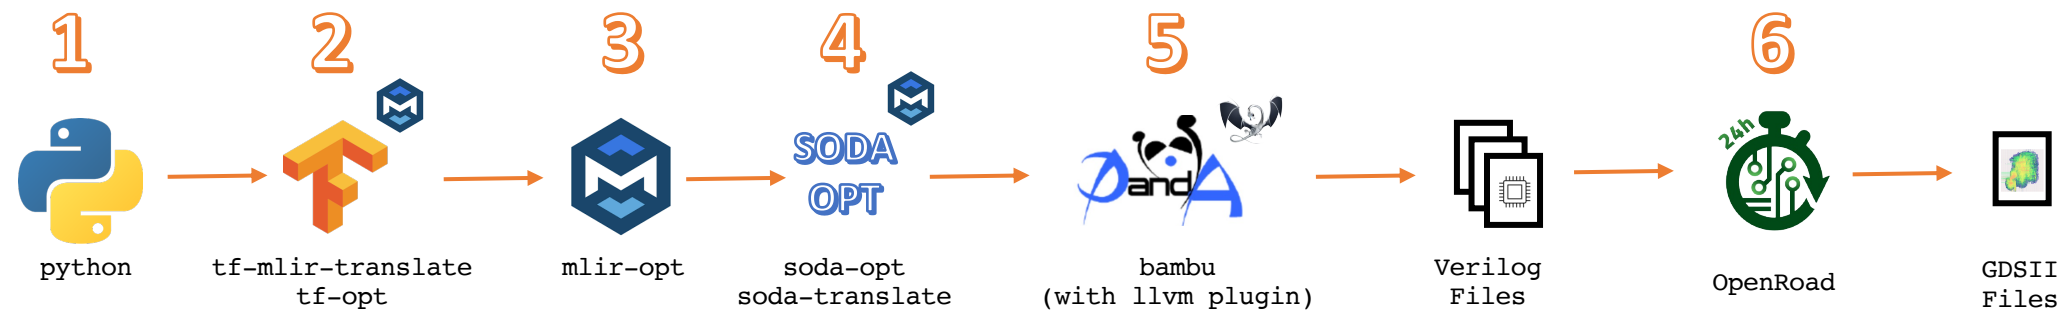 1
2
3
4
5
6
SODA
OPT
PandA
24h
python
tf-mlir-translate
tf-opt
mlir-opt
soda-opt
soda-translate
bambu
(with llvm plugin)
Verilog
Files
OpenRoad
GDSII
Files